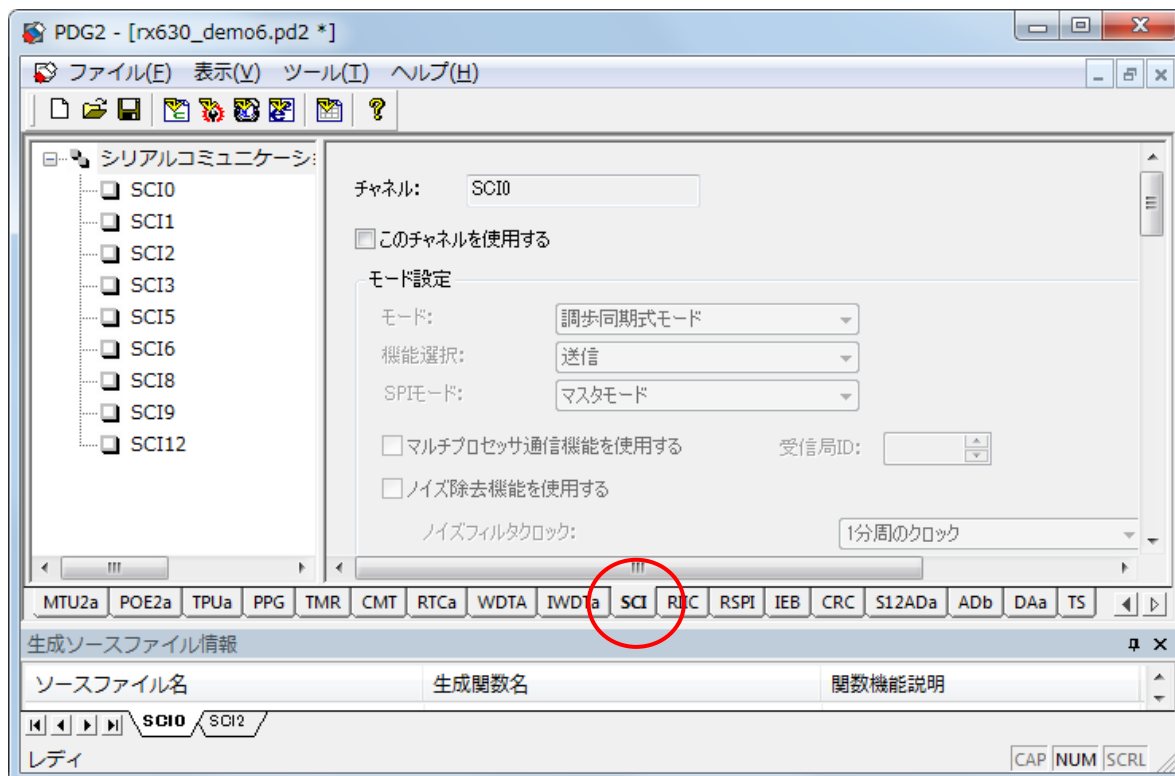 PDG2 - [rx630_demo6.pd2 *]
ファイル(F) 表示(V) ツール(T) ヘルプ(H)
シリアルコミュニケーショ
SCI0
SCI1
SCI2
SCI3
SCI5
SCI6
SCI8
SCI9
SCI12
チャネル: SCI0
このチャネルを使用する
モード設定
モード: 調歩同期式モード
機能選択: 送信
SPIモード: マスタモード
マルチプロセッサ通信機能を使用する 受信局ID:
ノイズ除去機能を使用する
ノイズフィルタクロック: 1分周のクロック
MTU2a POE2a TPUa PPG TMR CMT RTCa WDTA IWDTa SCI RIIC RSPI IEB CRC S12ADa ADb DAa TS
生成ソースファイル情報
ソースファイル名 生成関数名 関数機能説明
SCI0 SCI2
レディ CAP NUM SCRL